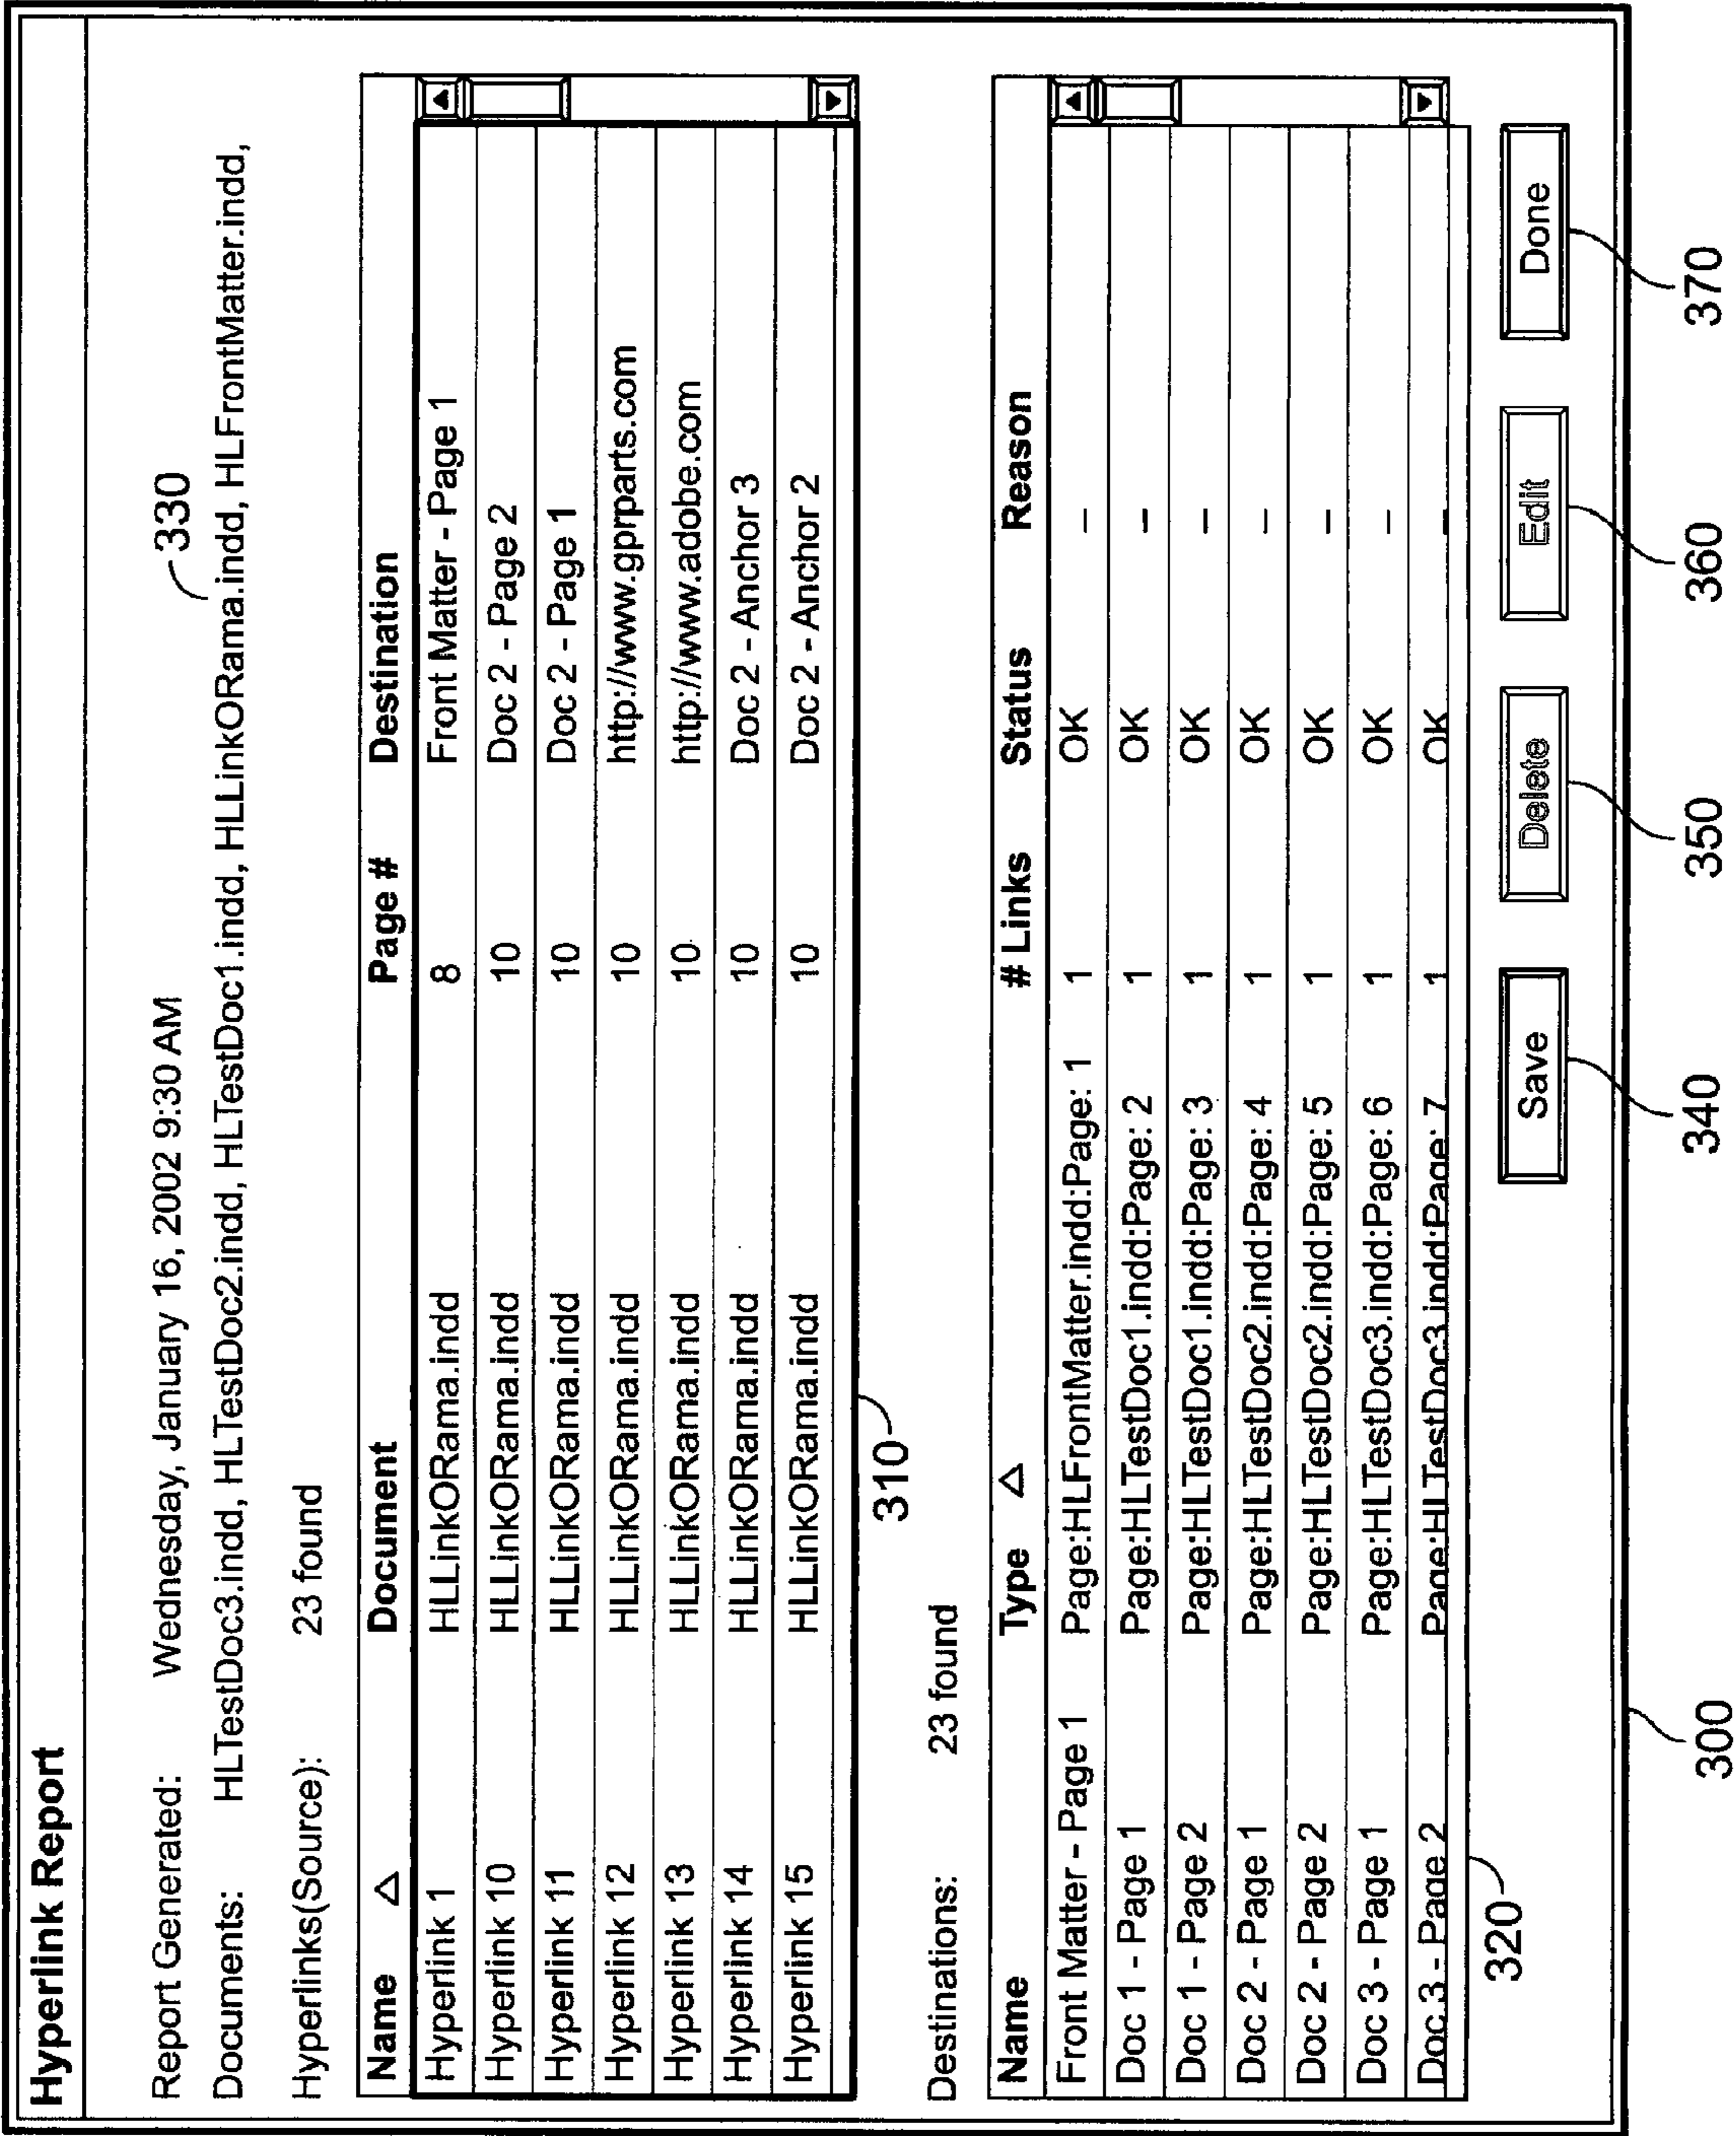 Hyperlink Report
Report Generated: Wednesday, January 16, 2002 9:30 AM
330
Documents: HLTestDoc3.indd, HLTestDoc2.indd, HLTestDoc1.indd, HLLinkORama.indd, HLFrontMatter.indd,
Hyperlinks(Source): 23 found
Name Document Page # Destination
Hyperlink 1 HLLinkORama.indd 8 Front Matter - Page 1
Hyperlink 10 HLLinkORama.indd 10 Doc 2 - Page 2
Hyperlink 11 HLLinkORama.indd 10 Doc 2 - Page 1
Hyperlink 12 HLLinkORama.indd 10 http://www.gprparts.com
Hyperlink 13 HLLinkORama.indd 10 http://www.adobe.com
Hyperlink 14 HLLinkORama.indd 10 Doc 2 - Anchor 3
Hyperlink 15 HLLinkORama.indd 10 Doc 2 - Anchor 2
310
Destinations: 23 found
Name Type # Links Status Reason
Front Matter - Page 1 Page:HLFrontMatter.indd:Page: 1 1 OK –
Doc 1 - Page 1 Page:HLTestDoc1.indd:Page: 2 1 OK –
Doc 1 - Page 2 Page:HLTestDoc1.indd:Page: 3 1 OK –
Doc 2 - Page 1 Page:HLTestDoc2.indd:Page: 4 1 OK –
Doc 2 - Page 2 Page:HLTestDoc2.indd:Page: 5 1 OK –
Doc 3 - Page 1 Page:HLTestDoc3.indd:Page: 6 1 OK –
Doc 3 - Page 2 Page:HLTestDoc3.indd:Page: 7 1 OK –
320
Save Delete Edit Done
300 340 350 360 370